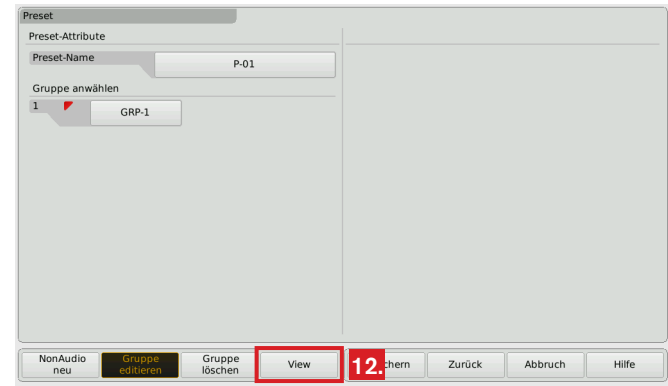 Preset
Preset-Attribute
Preset-Name
P-01
Gruppe anwählen
1
GRP-1
NonAudio
neu
Gruppe
editieren
Gruppe
löschen
View
12.
chern
Zurück
Abbruch
Hilfe